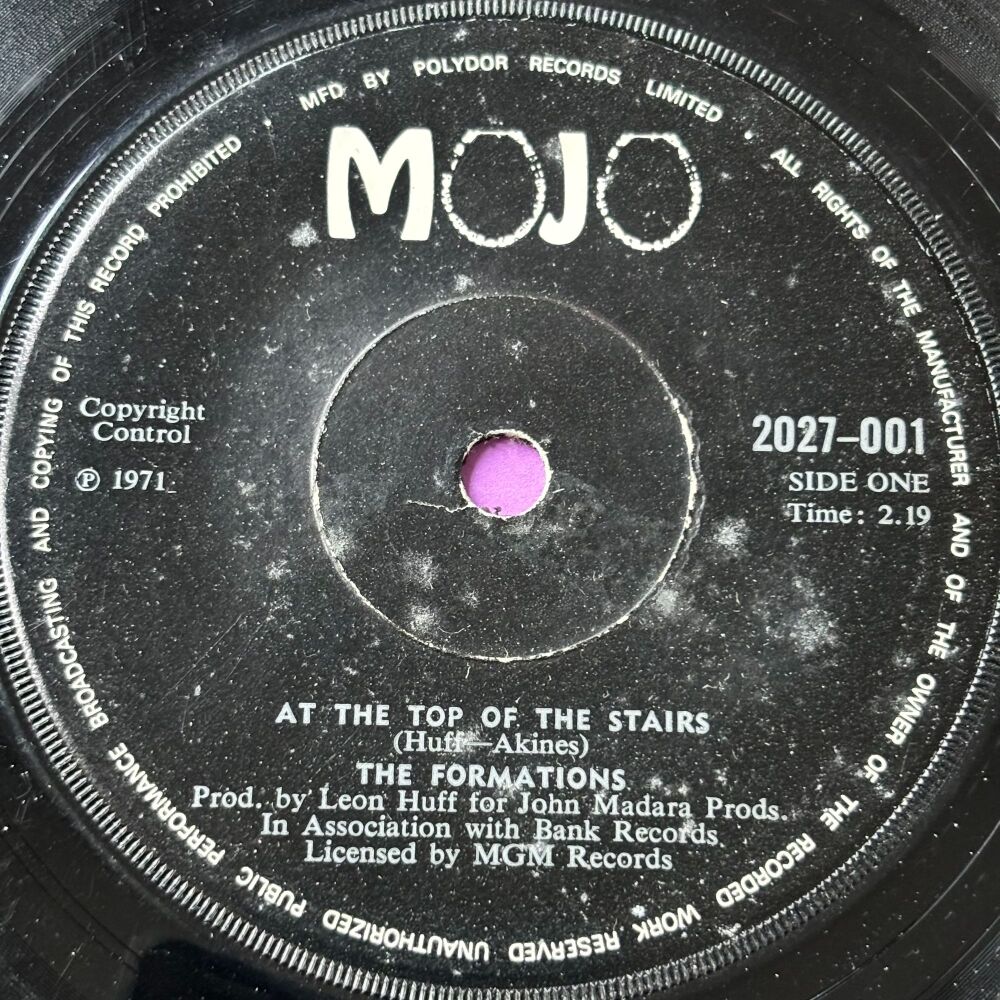 MFD BY POLYDOR RECORDS LIMITED
ALL RIGHTS OF THE MANUFACTURER AND OF THE OWNER OF THE RECORDED WORK RESERVED UNAUTHORIZED PUBLIC PERFORMANCE BROADCASTING AND COPYING OF THIS RECORD PROHIBITED
MOJO
Copyright
Control
℗ 1971
2027–001
SIDE ONE
Time: 2.19
AT THE TOP OF THE STAIRS
(Huff—Akines)
THE FORMATIONS
Prod. by Leon Huff for John Madara Prods.
In Association with Bank Records
Licensed by MGM Records